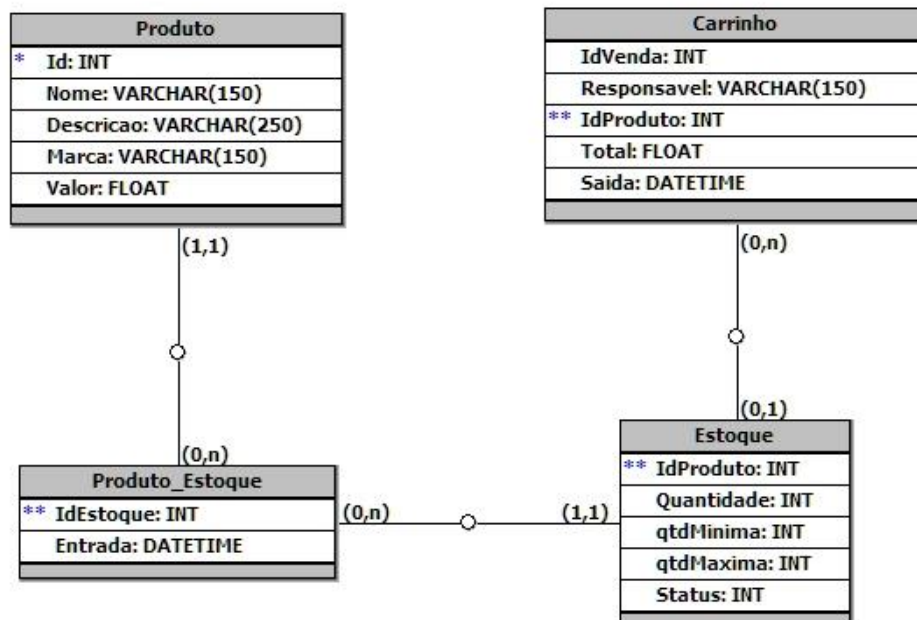 Produto
* Id: INT
Nome: VARCHAR(150)
Descricao: VARCHAR(250)
Marca: VARCHAR(150)
Valor: FLOAT
Carrinho
IdVenda: INT
Responsavel: VARCHAR(150)
** IdProduto: INT
Total: FLOAT
Saida: DATETIME
(1,1)
(0,n)
(0,n)
(0,1)
Produto_Estoque
** IdEstoque: INT
Entrada: DATETIME
(0,n)
(1,1)
Estoque
** IdProduto: INT
Quantidade: INT
qtdMinima: INT
qtdMaxima: INT
Status: INT